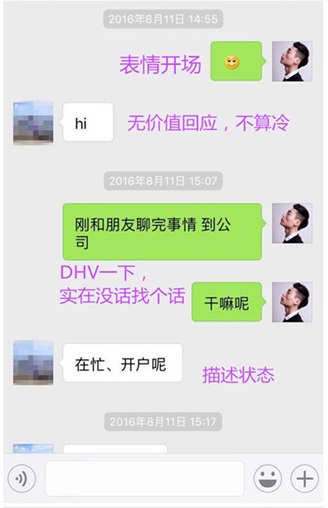 2016年8月11日 14:55
表情开场
hi
无价值回应，不算冷
2016年8月11日 15:07
刚和朋友聊完事情 到公
司
DHV一下，
实在没话找个话
干嘛呢
在忙、开户呢
描述状态
2016年8月11日 15:17